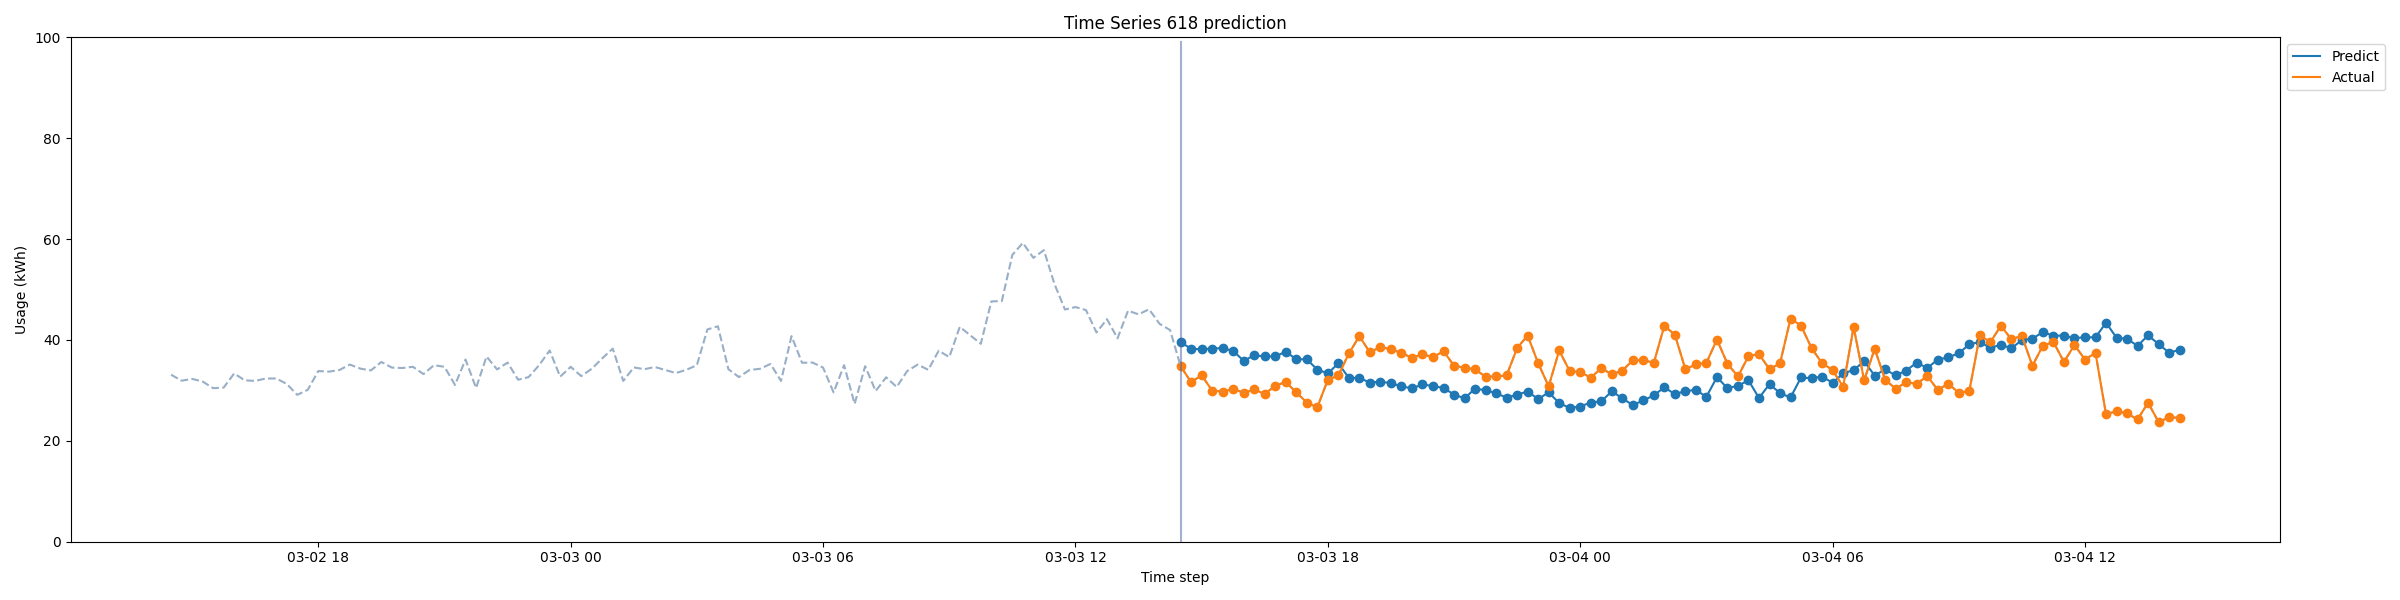 Time Series 618 prediction
Predict
Actual
100
80
60
40
20
0
Usage (kWh)
03-02 18
03-03 00
03-03 06
03-03 12
03-03 18
03-04 00
03-04 06
03-04 12
Time step